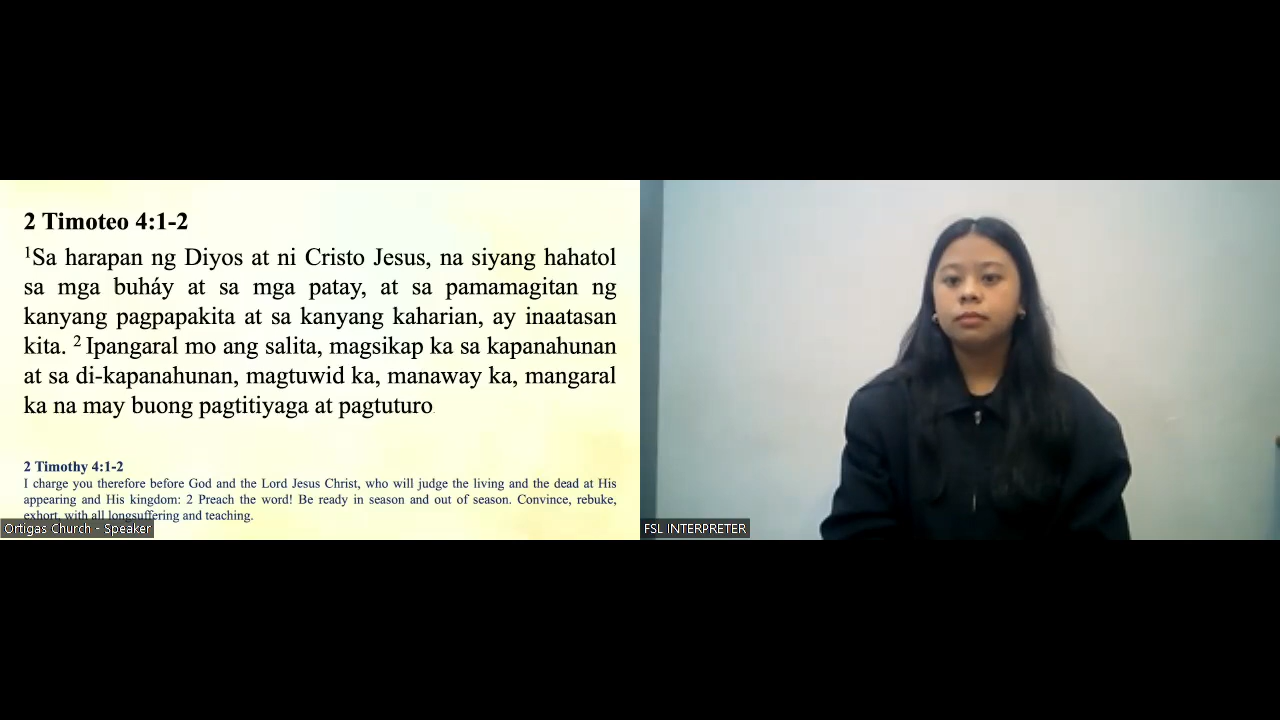 2 Timoteo 4:1-2
¹Sa harapan ng Diyos at ni Cristo Jesus, na siyang hahatol
sa mga buháy at sa mga patay, at sa pamamagitan ng
kanyang pagpapakita at sa kanyang kaharian, ay inaatasan
kita. ² Ipangaral mo ang salita, magsikap ka sa kapanahunan
at sa di-kapanahunan, magtuwid ka, manaway ka, mangaral
ka na may buong pagtitiyaga at pagtuturo.
2 Timothy 4:1-2
I charge you therefore before God and the Lord Jesus Christ, who will judge the living and the dead at His
appearing and His kingdom: 2 Preach the word! Be ready in season and out of season. Convince, rebuke,
exhort, with all longsuffering and teaching.
Ortigas Church - Speaker
FSL INTERPRETER